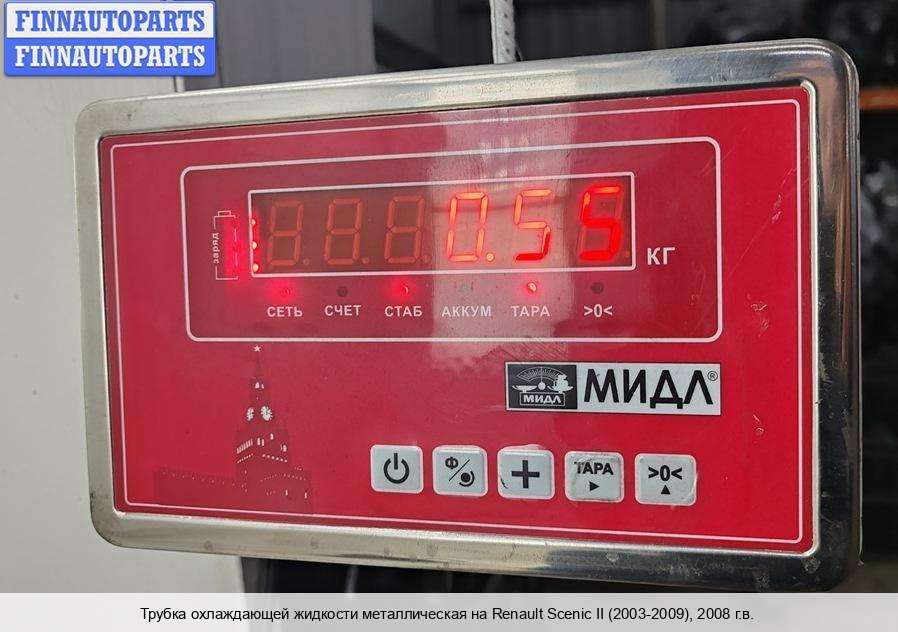 FINNAUTOPARTS
FINNAUTOPARTS
заряд
0.55 КГ
СЕТЬ СЧЕТ СТАБ АККУМ ТАРА >0<
МИДЛ МИДЛ®
Ф/ + ТАРА >0<
Трубка охлаждающей жидкости металлическая на Renault Scenic II (2003-2009), 2008 г.в.